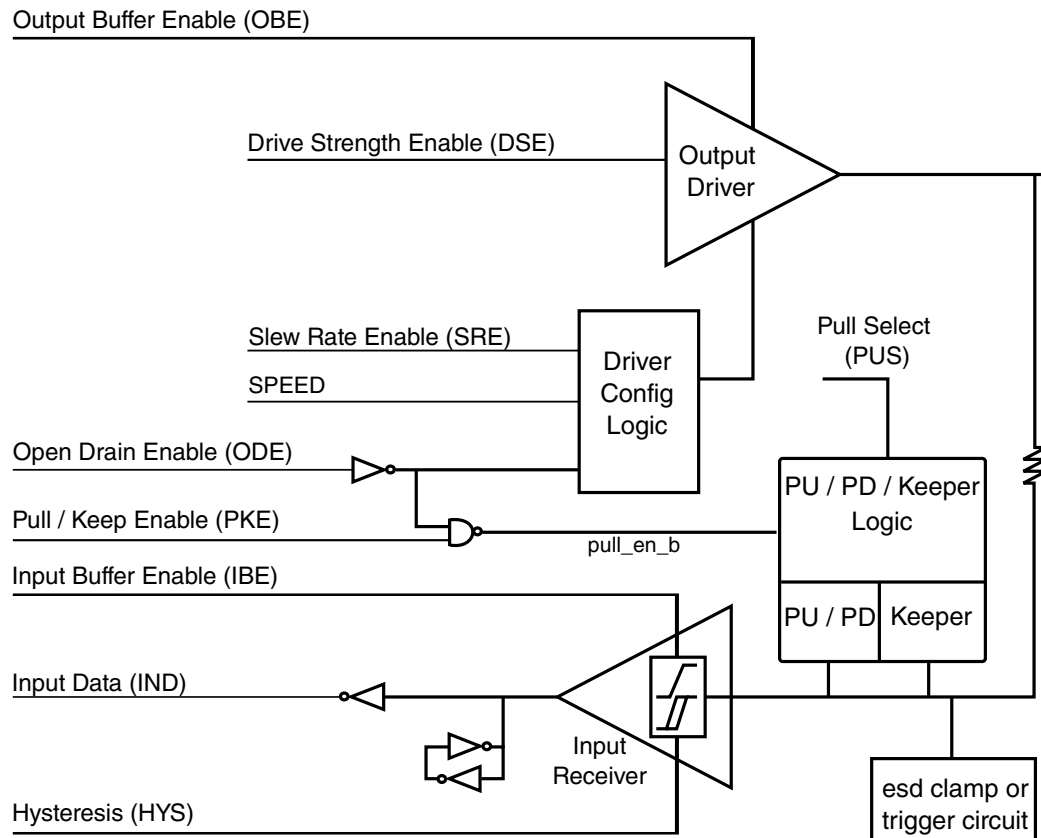 Output Buffer Enable (OBE)
Drive Strength Enable (DSE)
Output
Driver
Slew Rate Enable (SRE)
SPEED
Driver
Config
Logic
Pull Select
(PUS)
Open Drain Enable (ODE)
Pull / Keep Enable (PKE)
pull_en_b
PU / PD / Keeper
Logic
PU / PD
Keeper
Input Buffer Enable (IBE)
Input Data (IND)
Input
Receiver
Hysteresis (HYS)
esd clamp or
trigger circuit